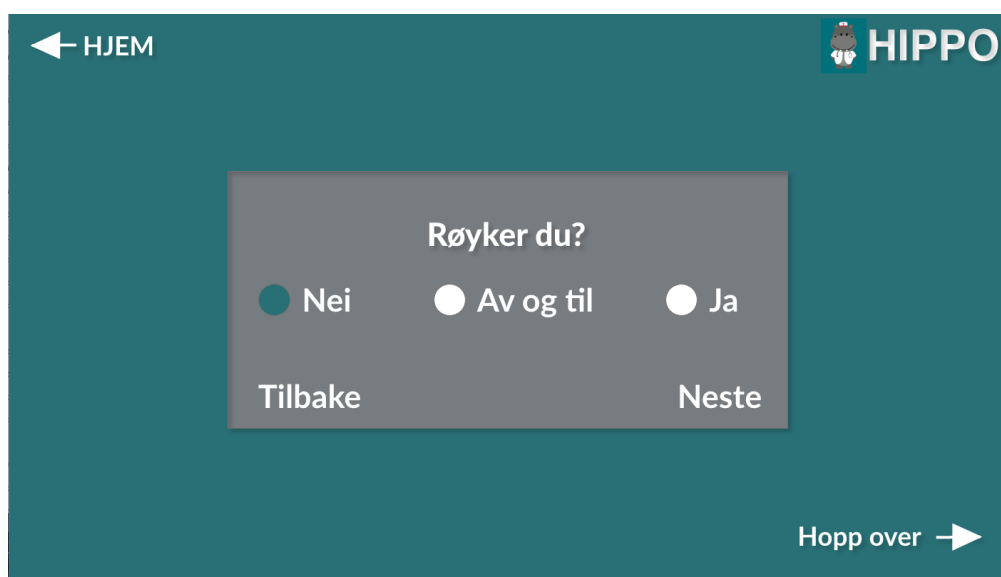 HJEM
HIPPO
Røyker du?
Nei
Av og til
Ja
Tilbake
Neste
Hopp over